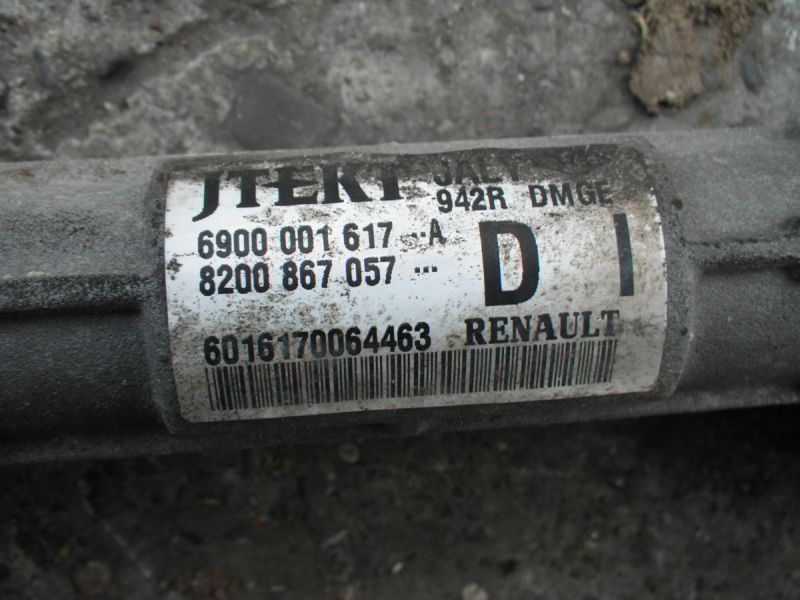 JTEKT
942R DMGE
6900 001 617 --A
8200 867 057 ---
D I
6016170064463 RENAULT